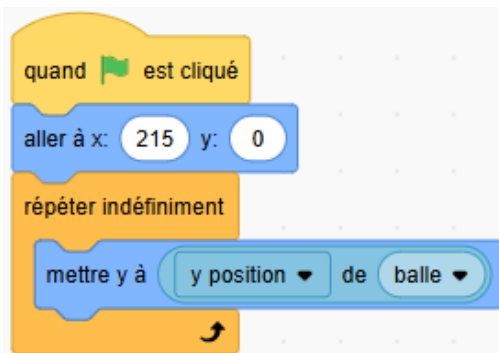 quand est cliqué
aller à x: 215 y: 0
répéter indéfiniment
mettre y à y position de balle